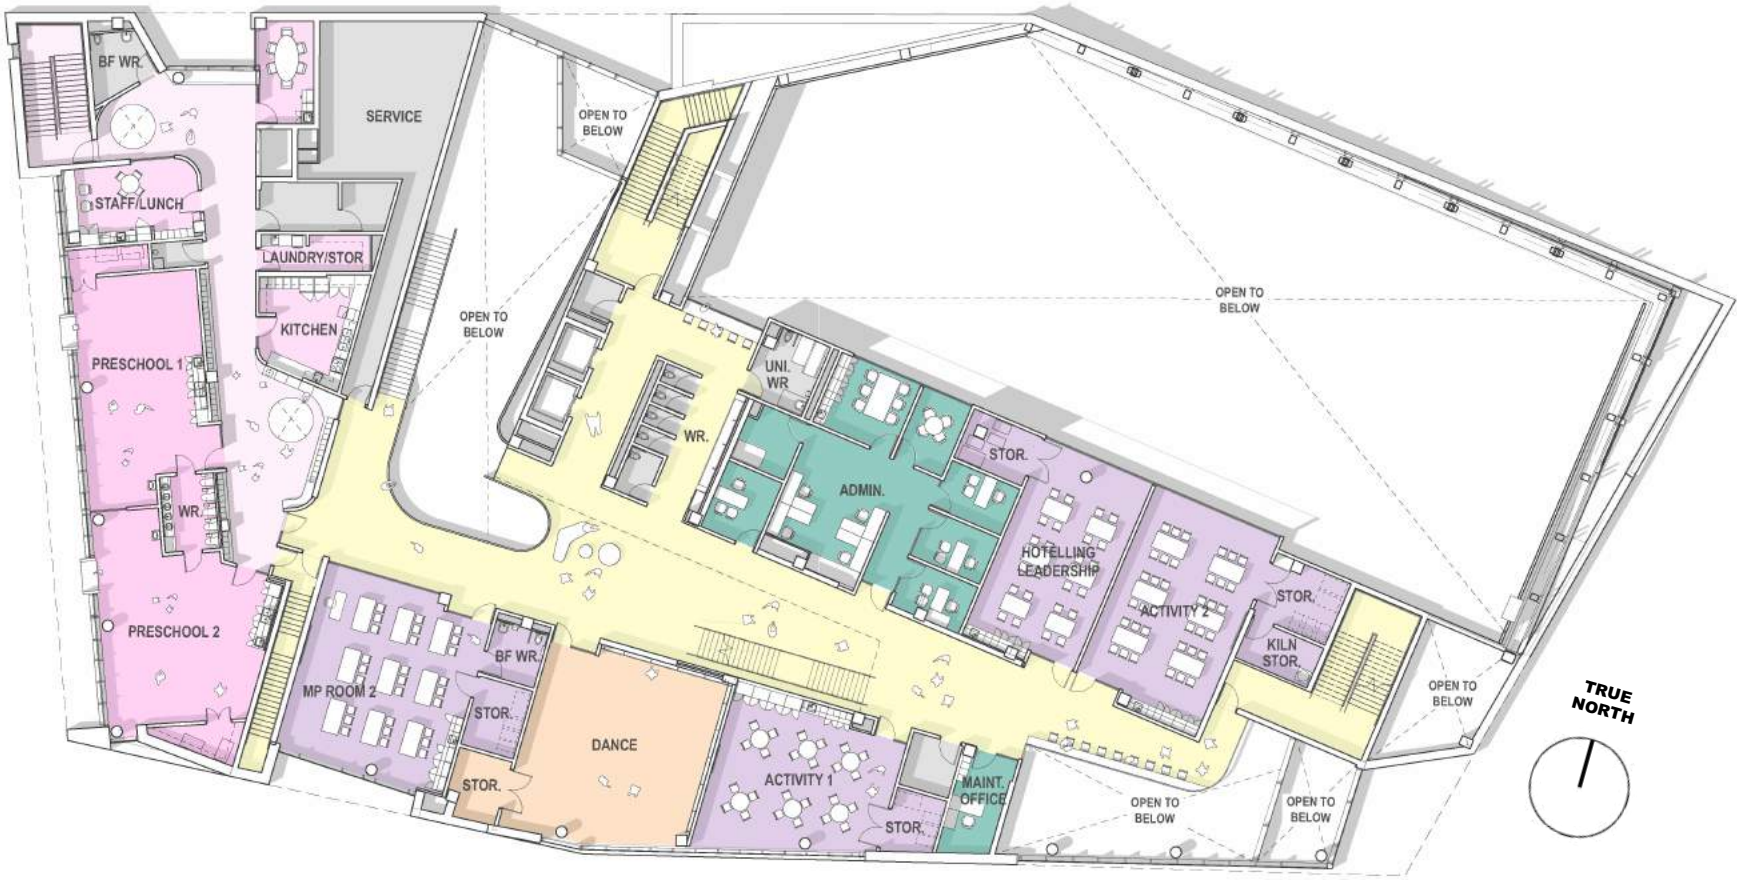 BF WR.
SERVICE
OPEN TO
BELOW
STAFF/LUNCH
LAUNDRY/STOR
KITCHEN
OPEN TO
BELOW
OPEN TO
BELOW
PRESCHOOL 1
UNI.
WR
WR.
STOR.
ADMIN.
WR.
HOTELLING
LEADERSHIP
ACTIVITY 2
STOR.
KILN
STOR.
PRESCHOOL 2
BF WR.
MP ROOM 2
STOR.
OPEN TO
BELOW
TRUE
NORTH
DANCE
STOR.
ACTIVITY 1
MAINT.
OFFICE
STOR.
OPEN TO
BELOW
OPEN TO
BELOW